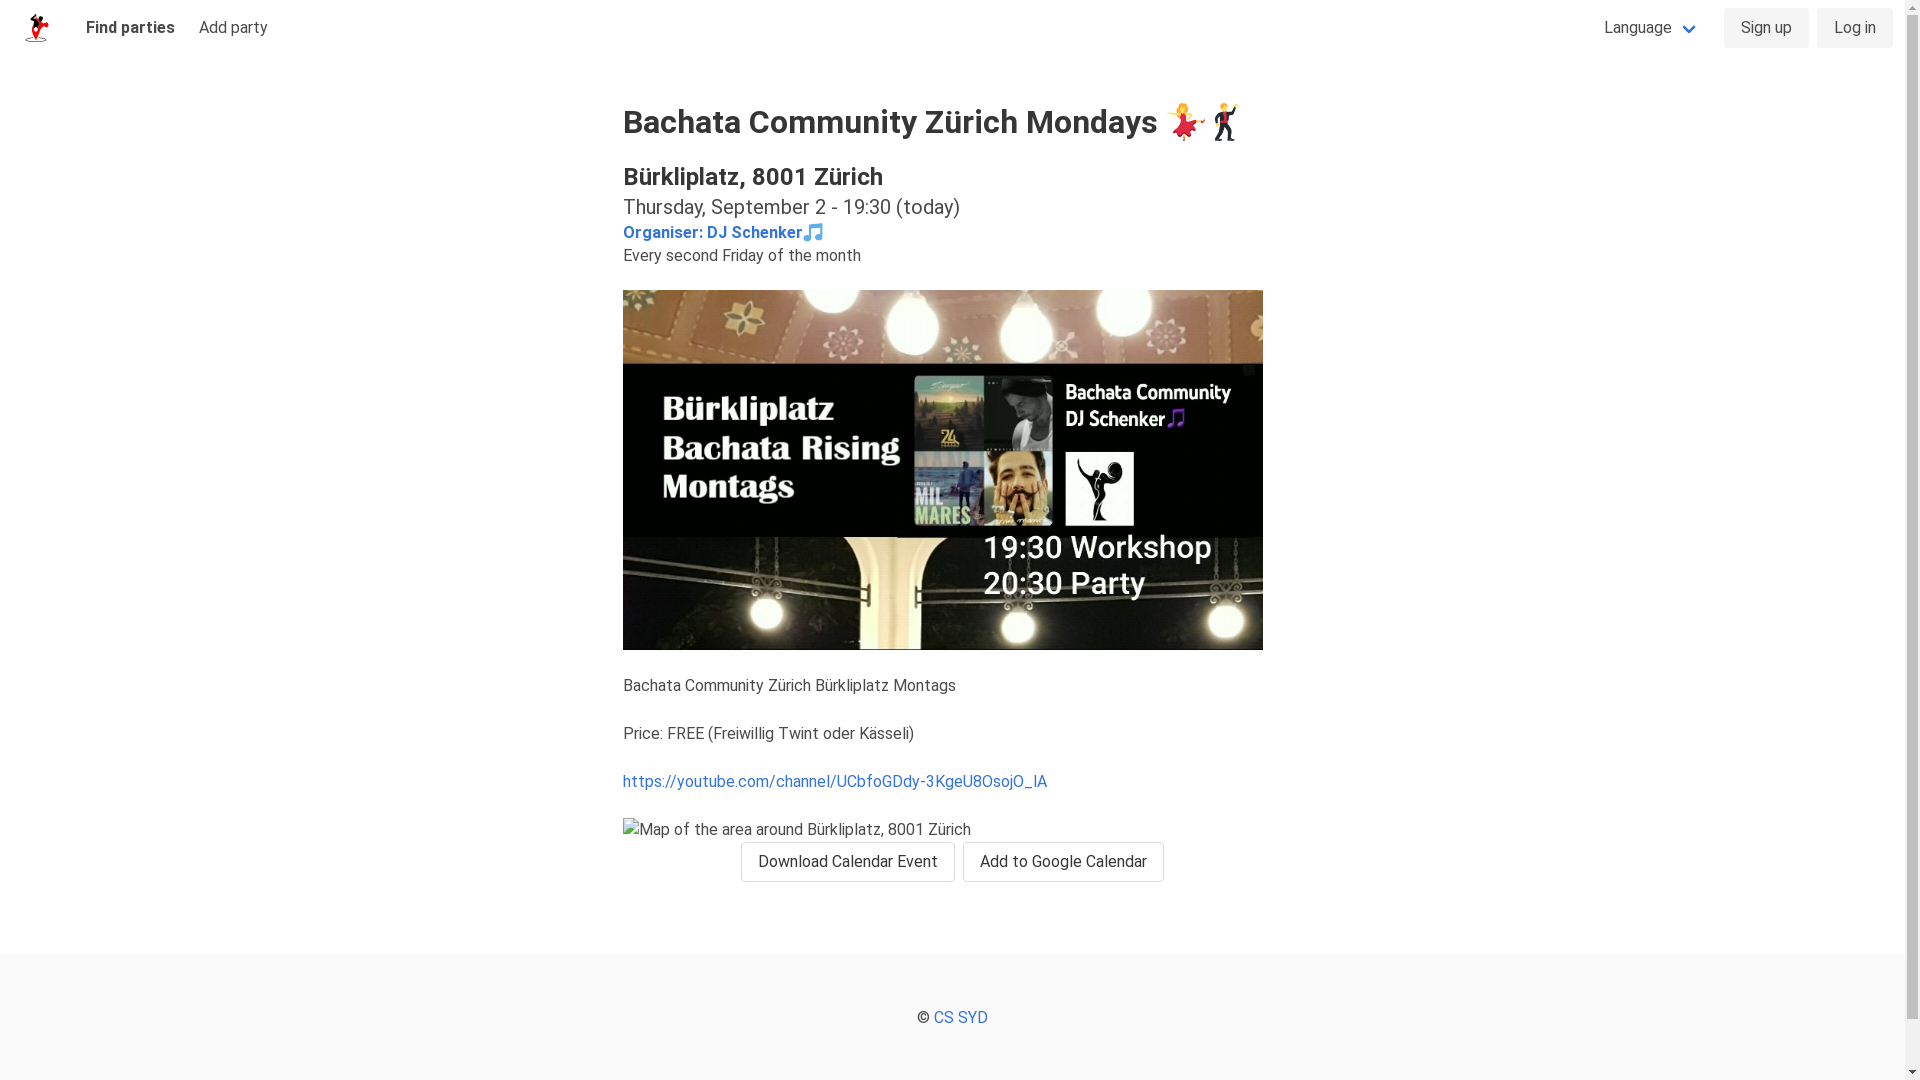 Find parties
Add party
Language
Sign up
Log in
Bachata Community Zürich Mondays 💃🕺
Bürkliplatz, 8001 Zürich
Thursday, September 2 - 19:30 (today)
Organiser: DJ Schenker🎵
Every second Friday of the month
Bürkliplatz
Bachata Rising
Montags
MIL
MARES
Bachata Community
DJ Schenker🎵
19:30 Workshop
20:30 Party
Bachata Community Zürich Bürkliplatz Montags
Price: FREE (Freiwillig Twint oder Kässeli)
https://youtube.com/channel/UCbfoGDdy-3KgeU8OsojO_lA
Map of the area around Bürkliplatz, 8001 Zürich
Download Calendar Event
Add to Google Calendar
© CS SYD